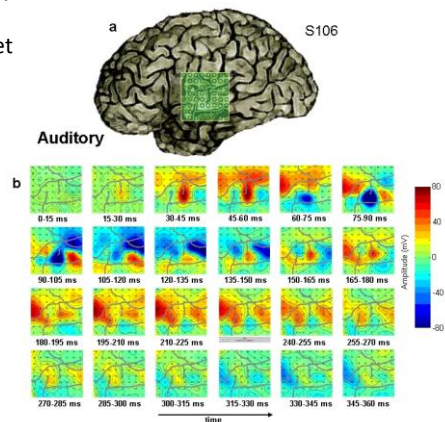 et
a
S106
Auditory
b
0-15 ms 15-30 ms 30-45 ms 45-60 ms 60-75 ms 75-90 ms
90-105 ms 105-120 ms 120-135 ms 135-150 ms 150-165 ms 165-180 ms
180-195 ms 195-210 ms 210-225 ms 240-255 ms 255-270 ms
270-285 ms 285-300 ms 300-315 ms 315-330 ms 330-345 ms 345-360 ms
time
80
40
0
-40
-80
Amplitude (mV)